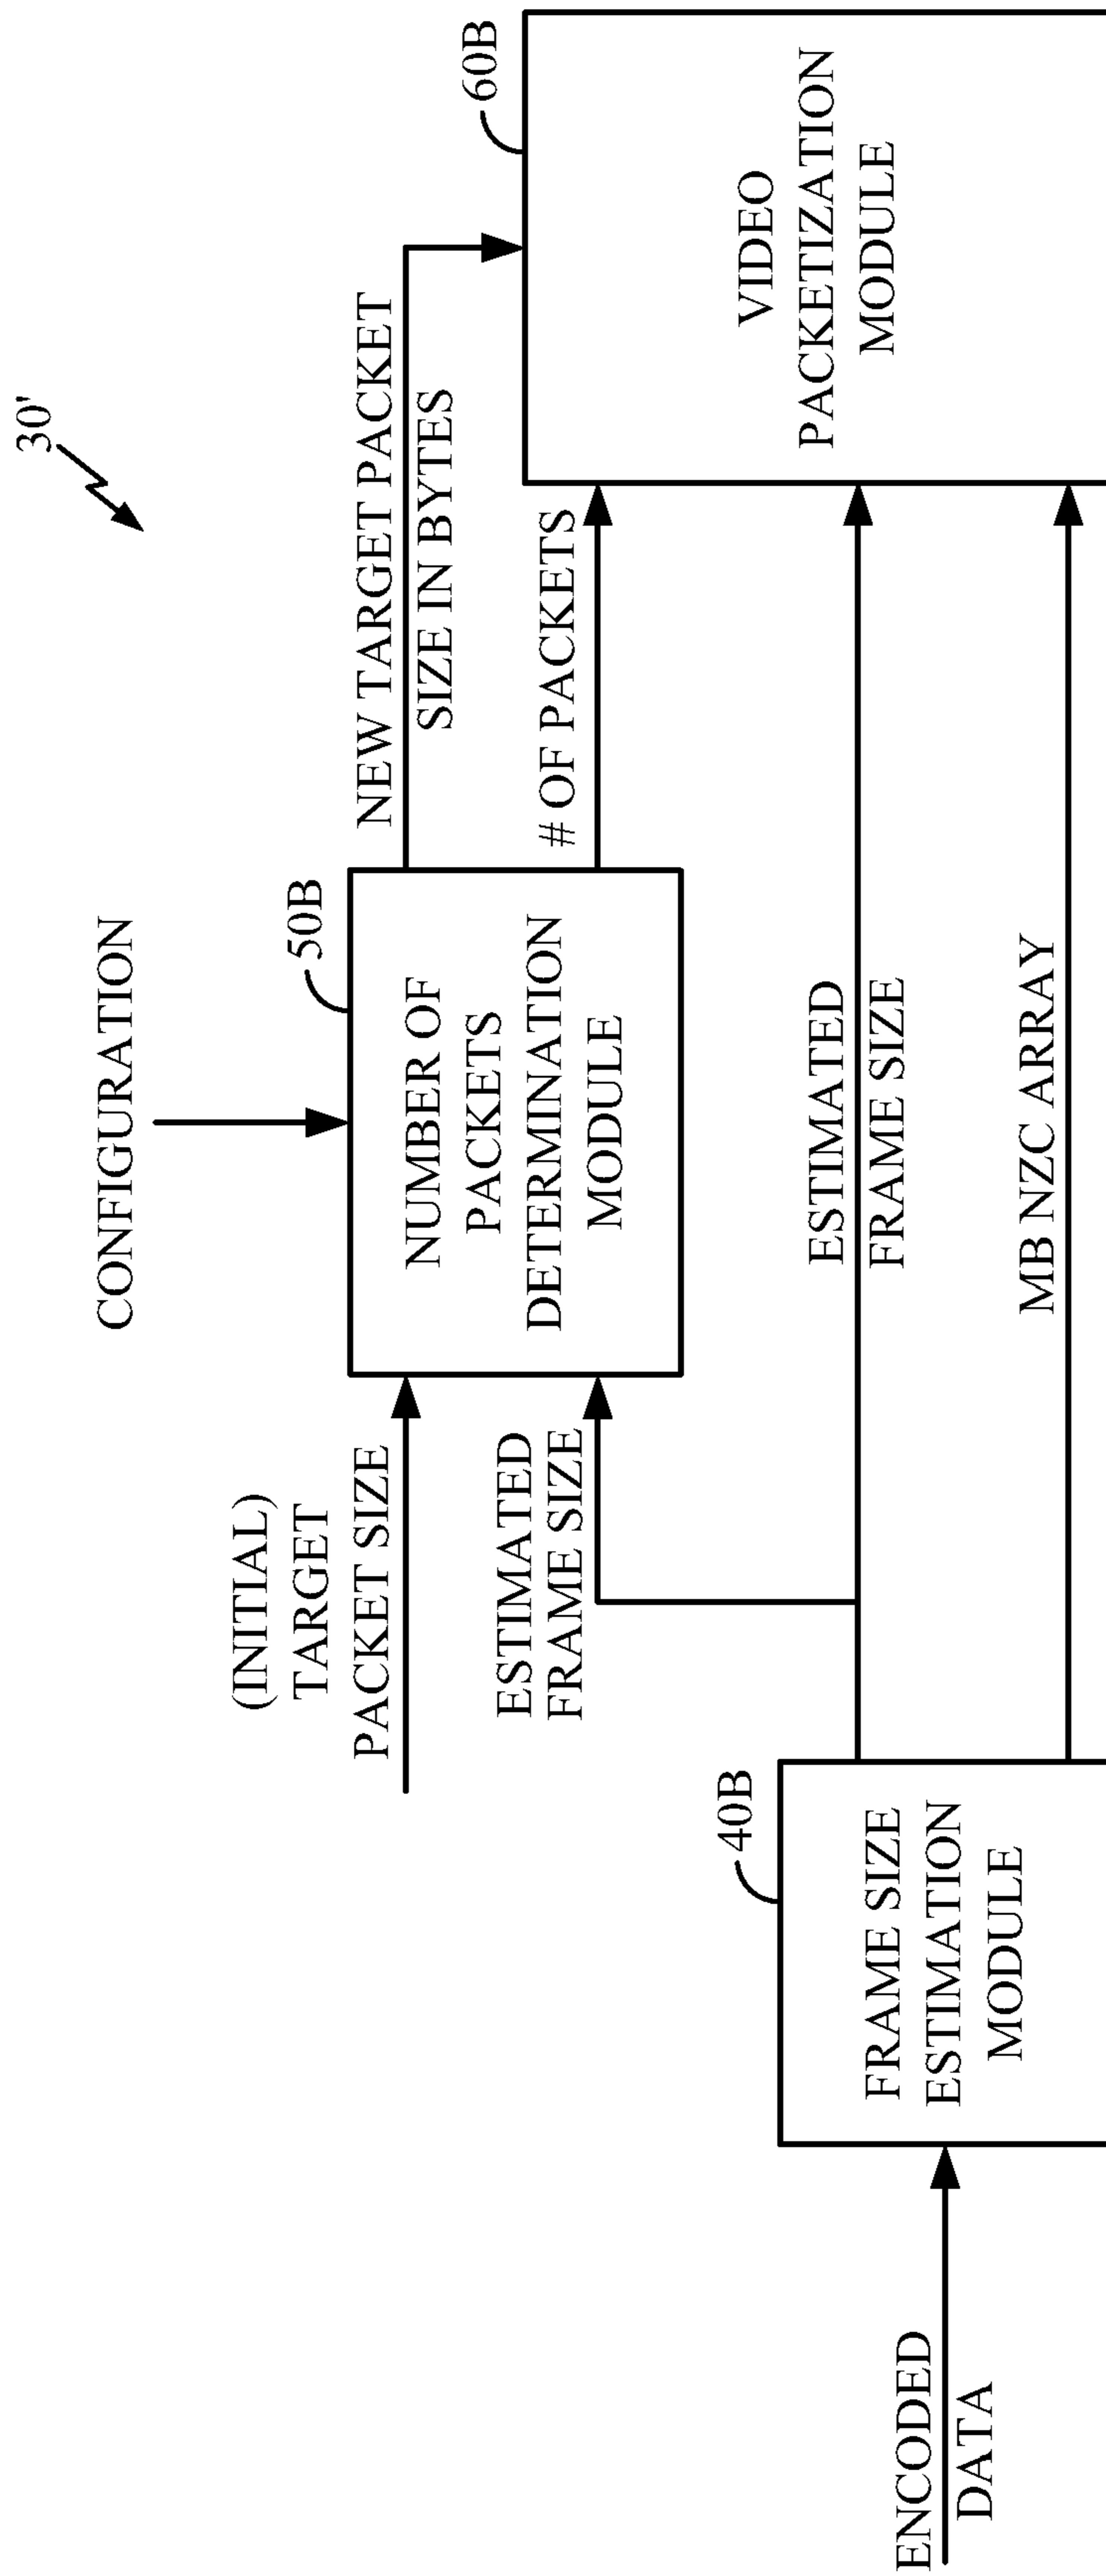 30'
CONFIGURATION
(INITIAL)
TARGET
PACKET SIZE
50B
NUMBER OF
PACKETS
DETERMINATION
MODULE
NEW TARGET PACKET
SIZE IN BYTES
60B
ESTIMATED
FRAME SIZE
# OF PACKETS
VIDEO
PACKETIZATION
MODULE
40B
ESTIMATED
FRAME SIZE
ENCODED
DATA
FRAME SIZE
ESTIMATION
MODULE
MB NZC ARRAY